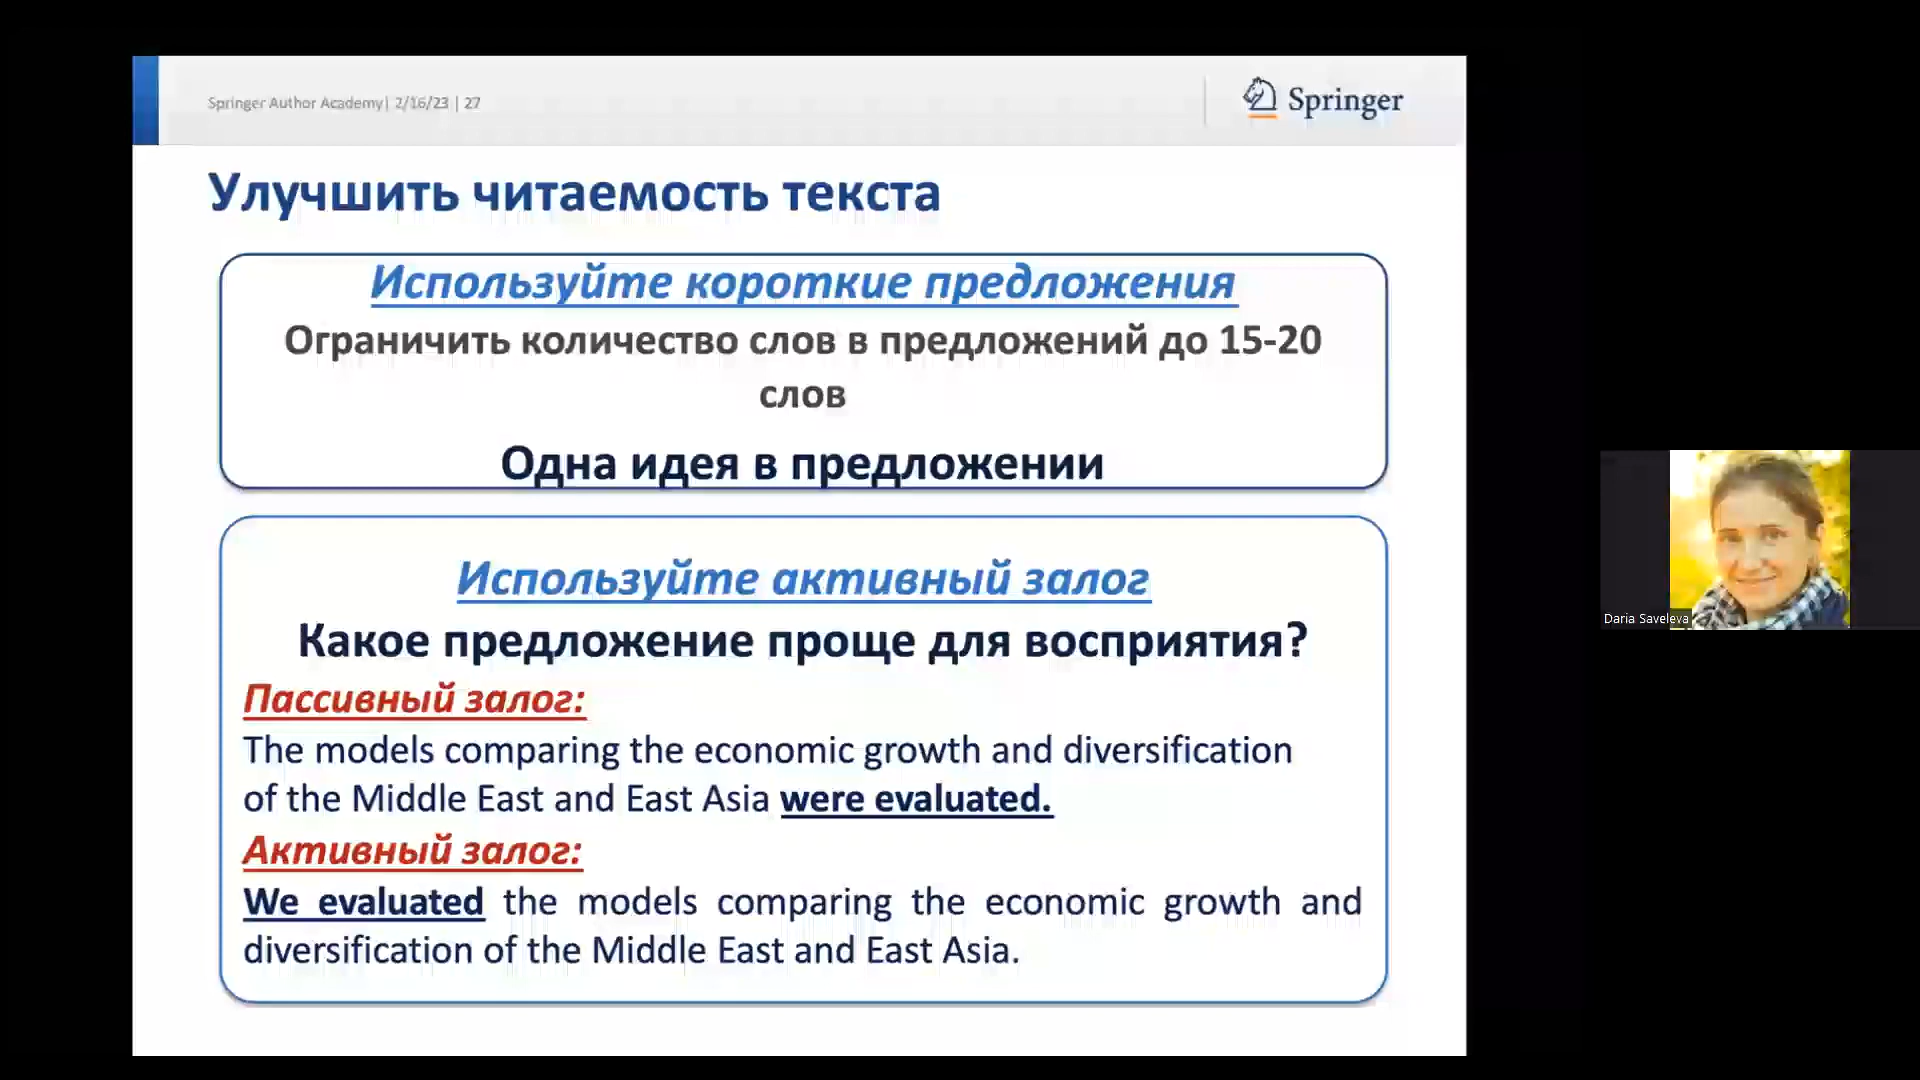 Springer Author Academy| 2/16/23 | 27
Springer
Улучшить читаемость текста
Используйте короткие предложения
Ограничить количество слов в предложений до 15-20
слов
Одна идея в предложении
Используйте активный залог
Какое предложение проще для восприятия?
Пассивный залог:
The models comparing the economic growth and diversification
of the Middle East and East Asia were evaluated.
Активный залог:
We evaluated the models comparing the economic growth and
diversification of the Middle East and East Asia.
Daria Saveleva